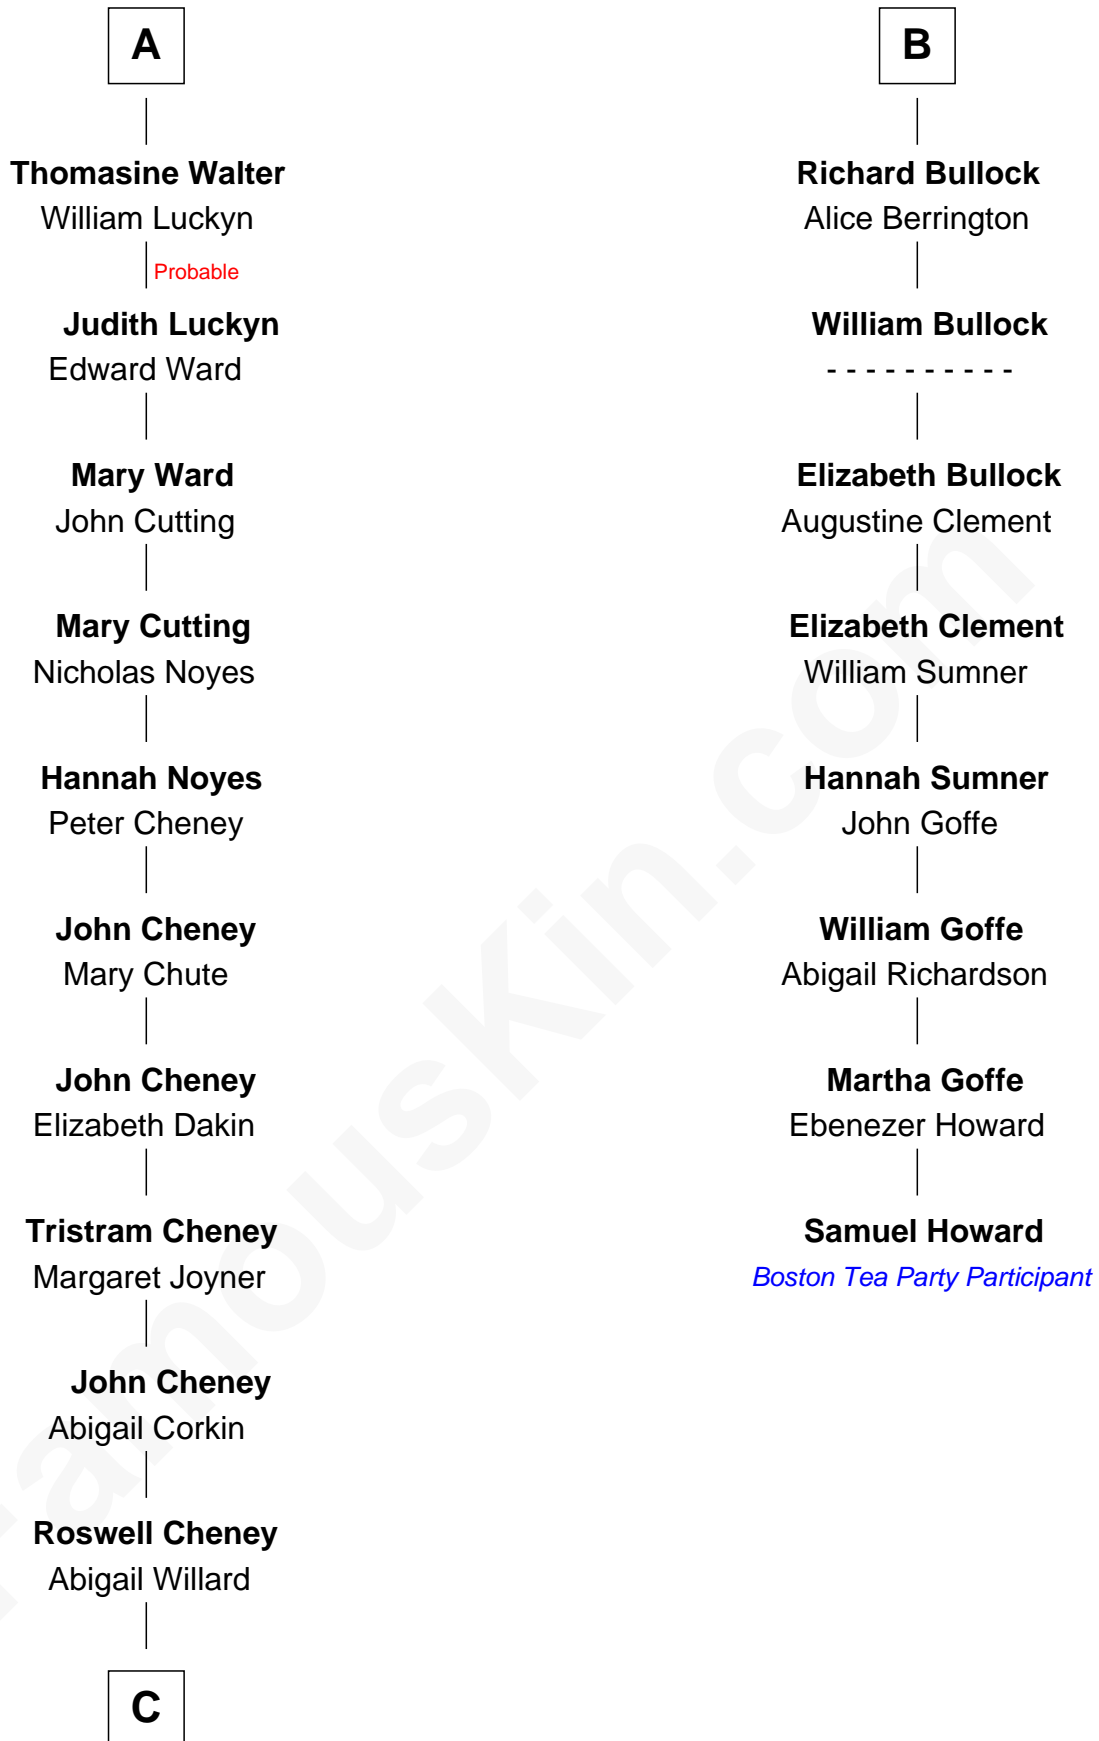 A
Thomasine Walter
William Luckyn
Probable
Judith Luckyn
Edward Ward
Mary Ward
John Cutting
Mary Cutting
Nicholas Noyes
Hannah Noyes
Peter Cheney
John Cheney
Mary Chute
John Cheney
Elizabeth Dakin
Tristram Cheney
Margaret Joyner
John Cheney
Abigail Corkin
Roswell Cheney
Abigail Willard
C
B
Richard Bullock
Alice Berrington
William Bullock
- - - - - - - - - -
Elizabeth Bullock
Augustine Clement
Elizabeth Clement
William Sumner
Hannah Sumner
John Goffe
William Goffe
Abigail Richardson
Martha Goffe
Ebenezer Howard
Samuel Howard
Boston Tea Party Participant
FamousKin.com